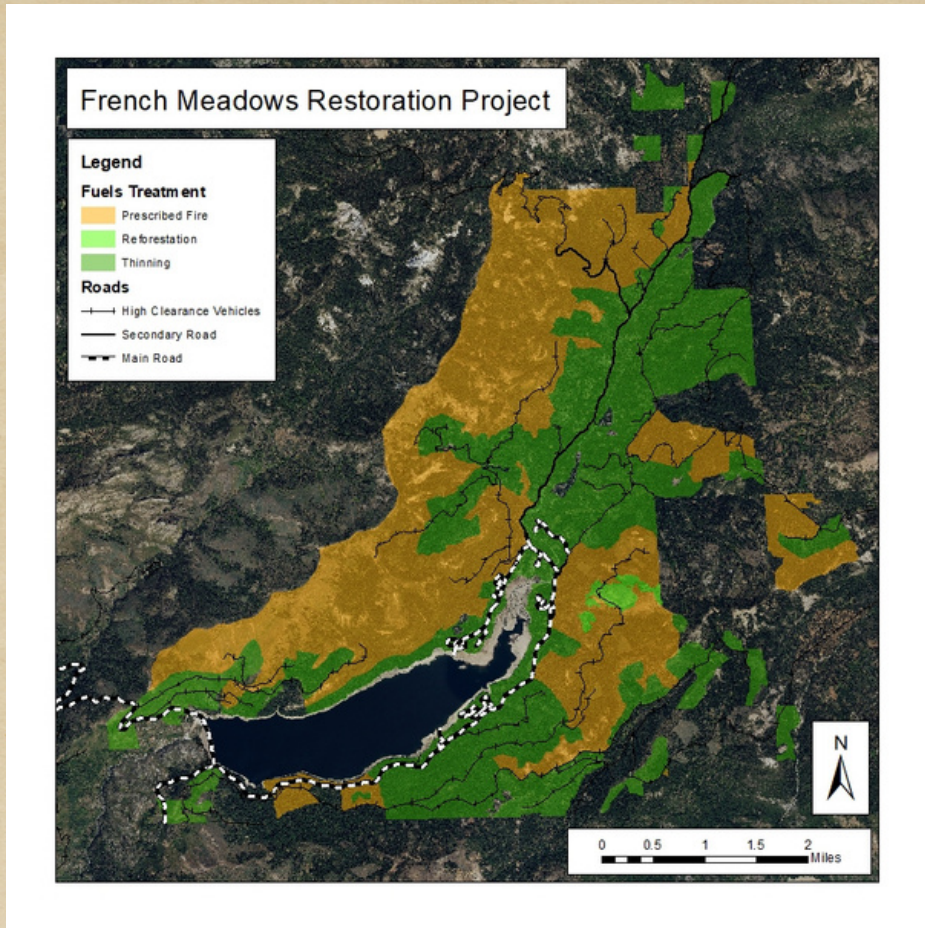 French Meadows Restoration Project
Legend
Fuels Treatment
Prescribed Fire
Reforestation
Thinning
Roads
High Clearance Vehicles
Secondary Road
Main Road
N
0 0.5 1 1.5 2
Miles